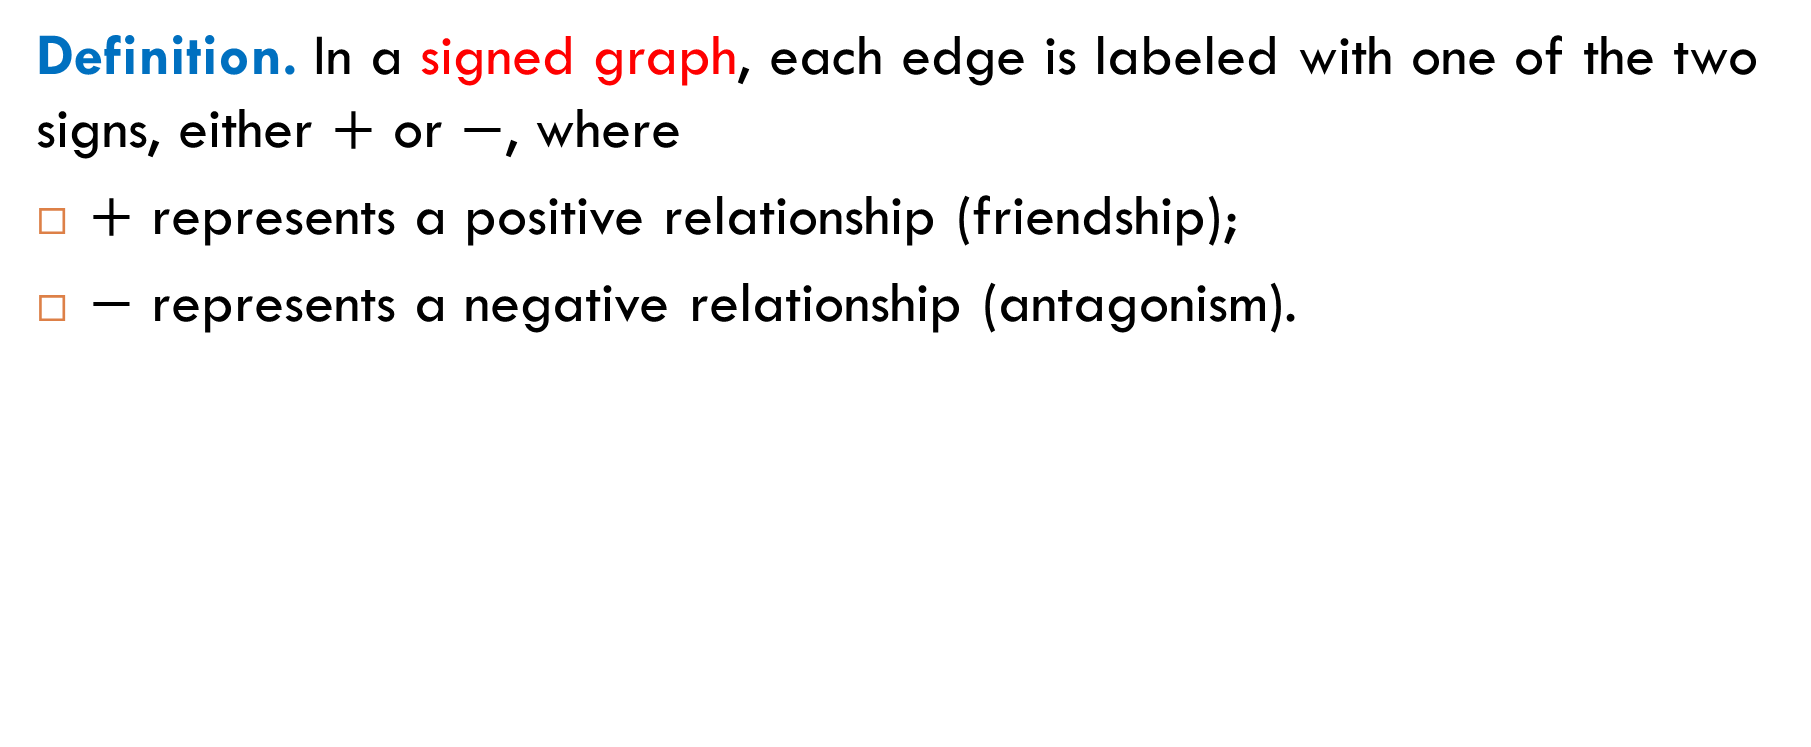 Definition. In a signed graph, each edge is labeled with one of the two
signs, either + or −, where
□ + represents a positive relationship (friendship);
□ − represents a negative relationship (antagonism).